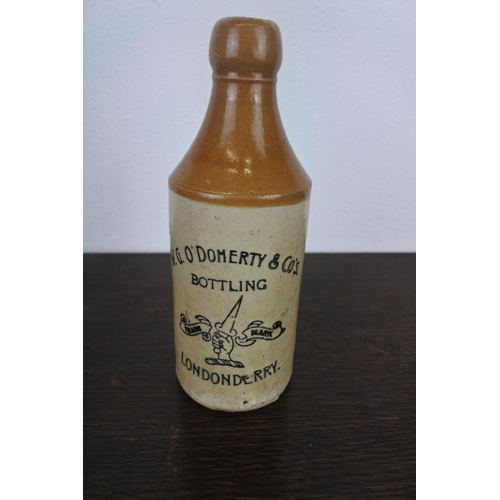 G. O'DOHERTY & CO'S
BOTTLING
TRADE MARK
LONDONDERRY.